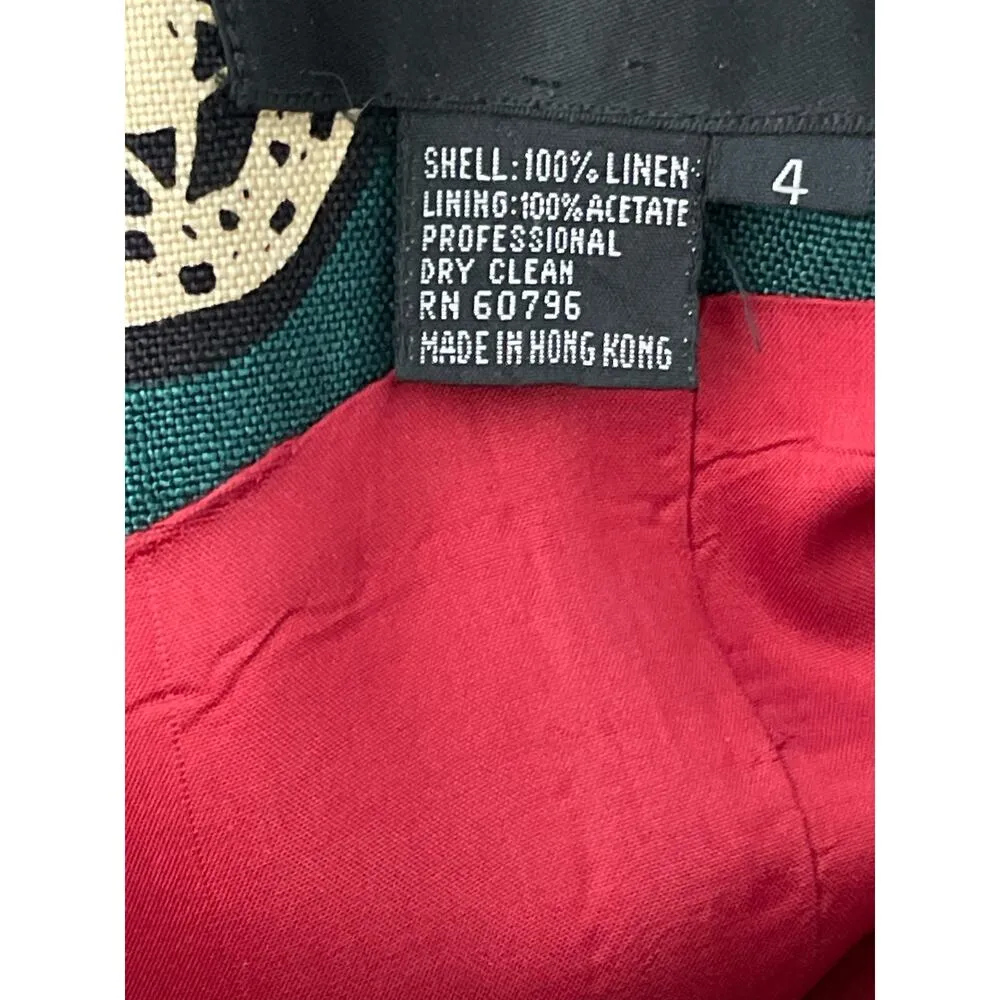 SHELL: 100% LINEN
LINING: 100% ACETATE
PROFESSIONAL
DRY CLEAN
RN 60796
MADE IN HONG KONG
4